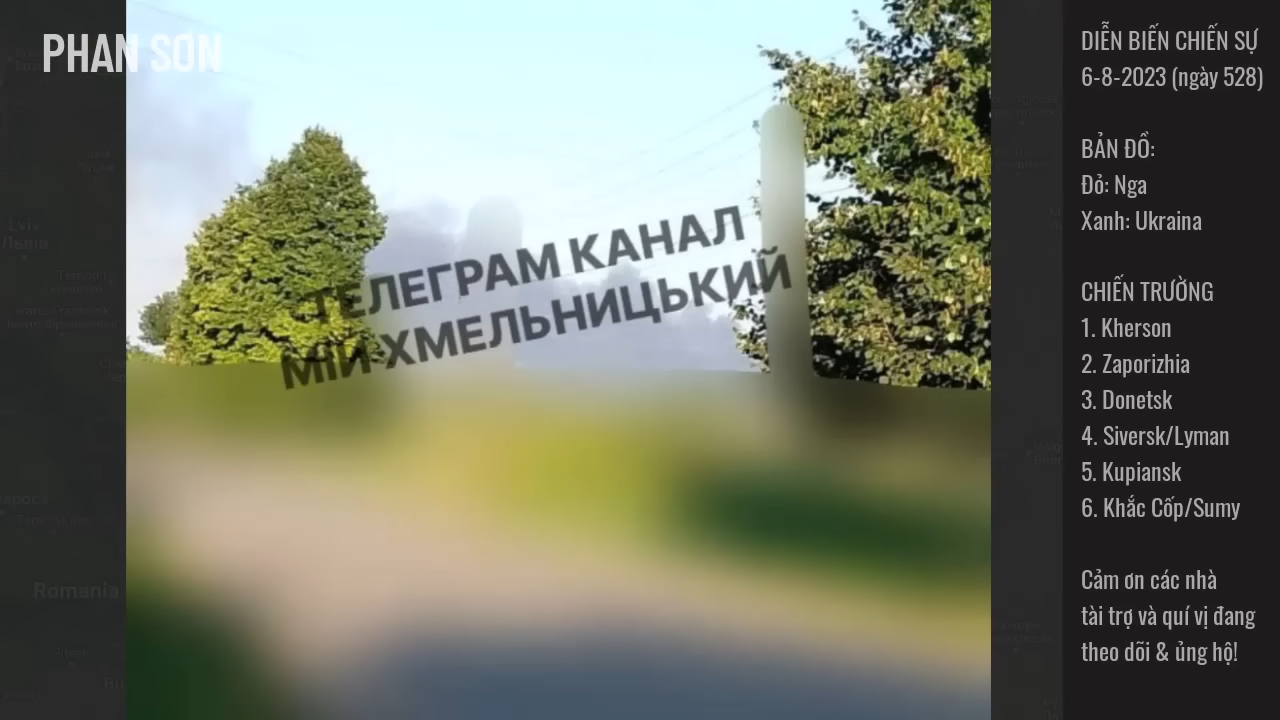 PHAN SƠN
ТЕЛЕГРАМ КАНАЛ
МІЙ ХМЕЛЬНИЦЬКИЙ
DIỄN BIẾN CHIẾN SỰ
6-8-2023 (ngày 528)
BẢN ĐỒ:
Đỏ: Nga
Xanh: Ukraina
CHIẾN TRƯỜNG
1. Kherson
2. Zaporizhia
3. Donetsk
4. Siversk/Lyman
5. Kupiansk
6. Khắc Cốp/Sumy
Cảm ơn các nhà
tài trợ và quí vị đang
theo dõi & ủng hộ!
Lviv
Львів
Romania